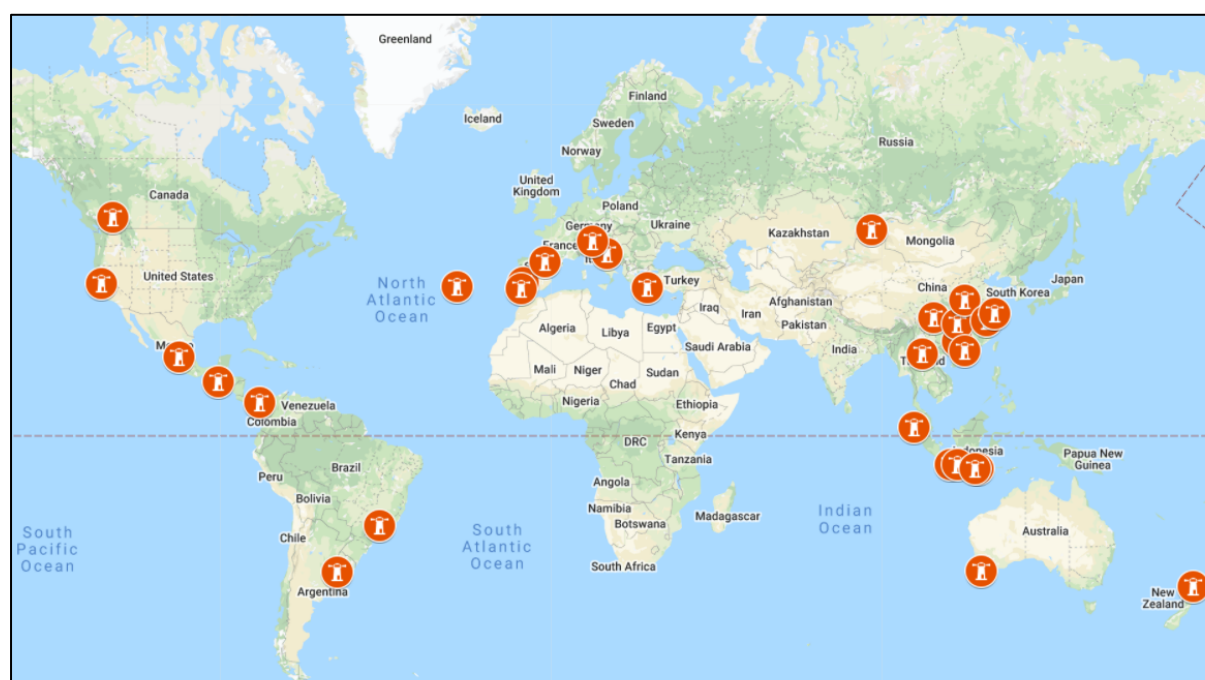 Greenland
Iceland
Finland
Sweden
Norway
Russia
United
Kingdom
Canada
Poland
Germany
Ukraine
Kazakhstan
Mongolia
France
United States
North
Atlantic
Ocean
Turkey
China
Japan
South Korea
Iraq
Iran
Afghanistan
Pakistan
Algeria
Libya
Egypt
Saudi Arabia
India
Mali
Niger
Chad
Sudan
Nigeria
Ethiopia
Venezuela
Colombia
Kenya
DRC
Tanzania
Papua New
Guinea
Peru
Brazil
Bolivia
Angola
Namibia
Botswana
Madagascar
Indian
Ocean
Australia
South
Pacific
Ocean
Chile
South
Atlantic
Ocean
South Africa
Argentina
New
Zealand